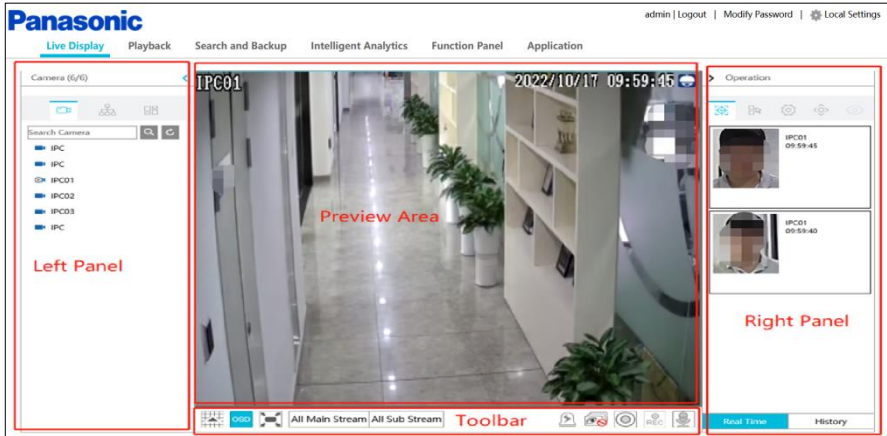 Panasonic
admin | Logout | Modify Password | Local Settings
Live Display Playback Search and Backup Intelligent Analytics Function Panel Application
Camera (6/6)
Search Camera
IPC
IPC
IPC01
IPC02
IPC03
IPC
Left Panel
IPC01 2022/10/17 09:59:45
Preview Area
All Main Stream All Sub Stream
OSD
Toolbar
REC
Operation
IPC01
09:59:45
IPC01
09:59:40
Right Panel
Real Time History